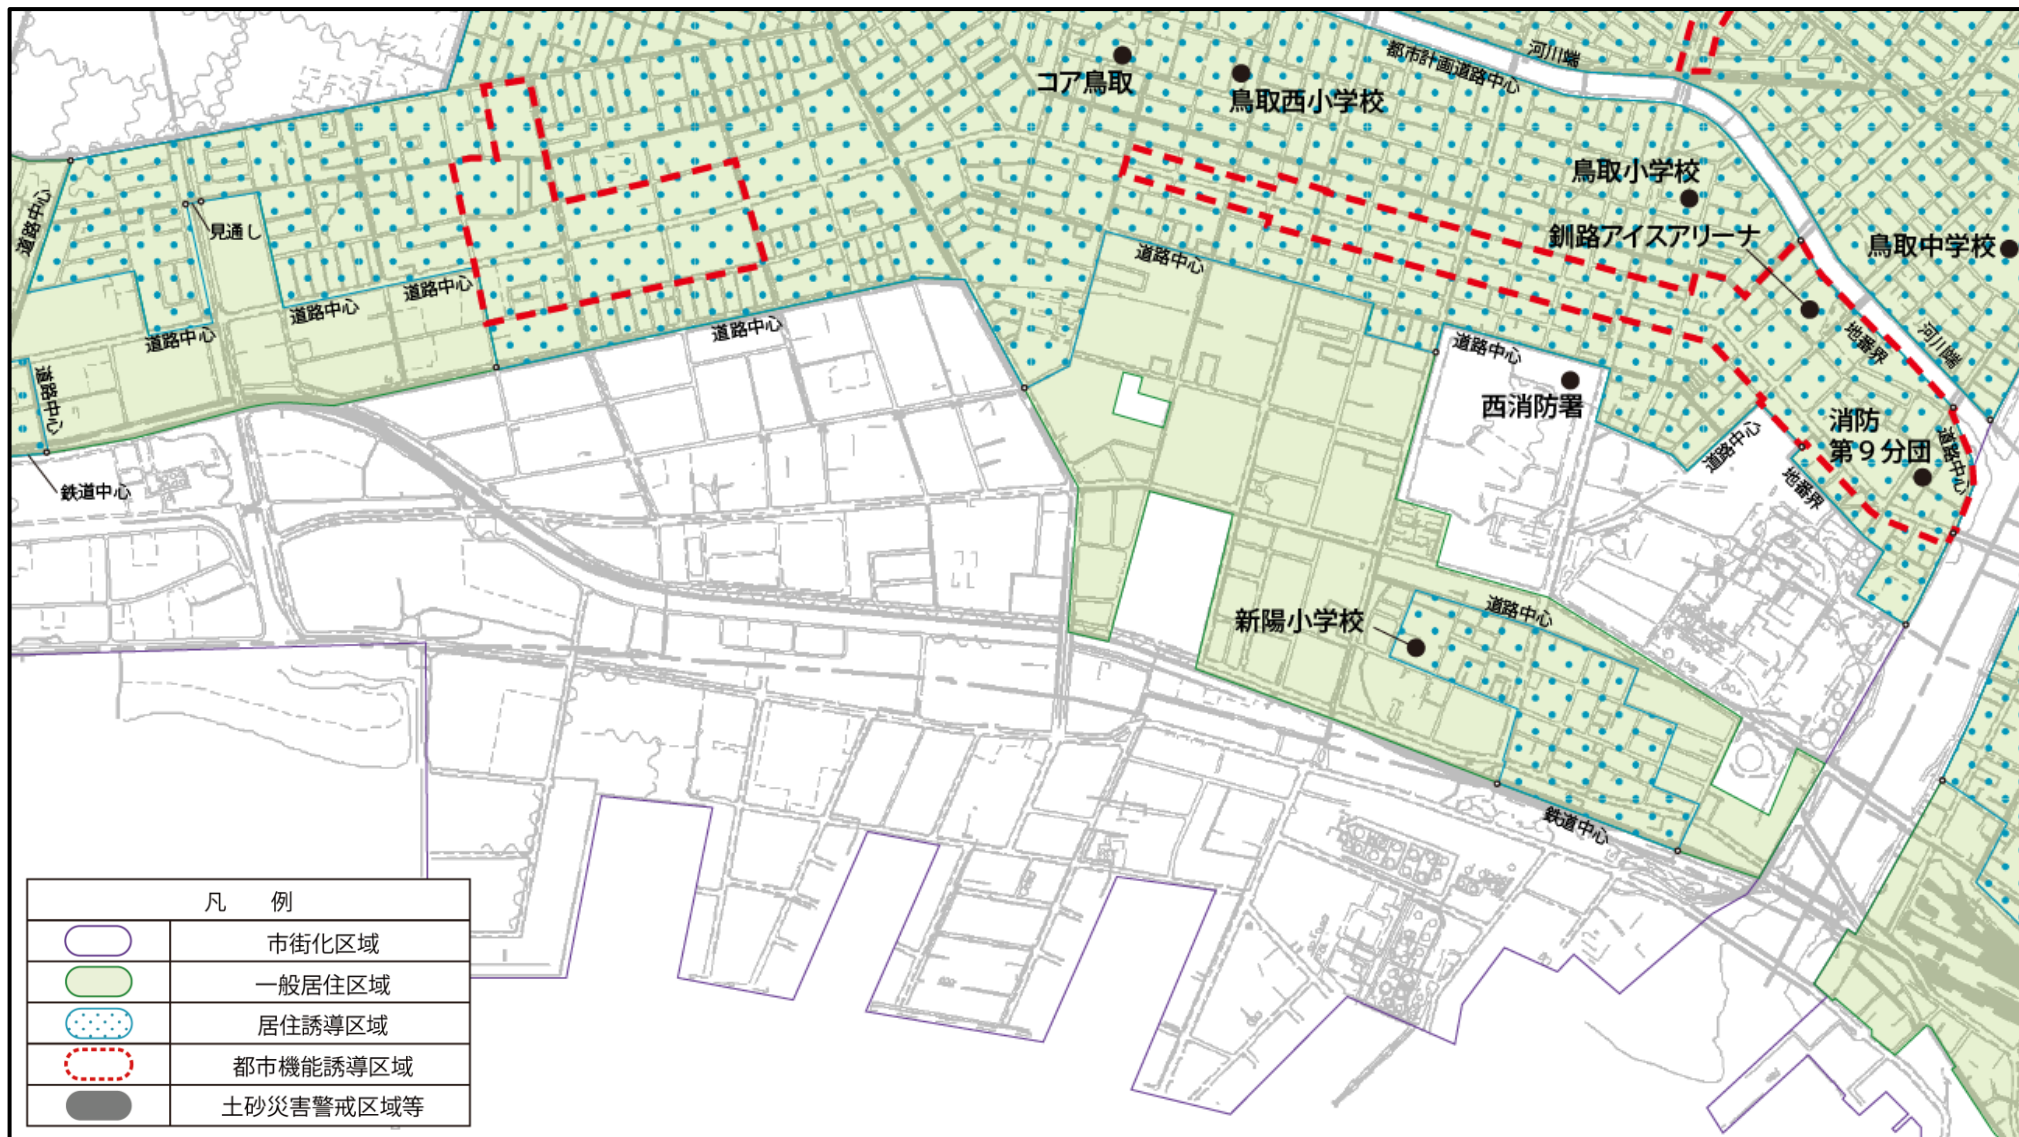 コア鳥取
鳥取西小学校
都市計画道路中心
河川端
鳥取小学校
釧路アイスアリーナ
鳥取中学校
道路中心
見通し
道路中心
道路中心
道路中心
道路中心
道路中心
道路中心
鉄道中心
道路中心
西消防署
地番界
河川端
消防
第9分団
道路中心
道路中心
地番界
新陽小学校
道路中心
鉄道中心
凡　例
市街化区域
一般居住区域
居住誘導区域
都市機能誘導区域
土砂災害警戒区域等